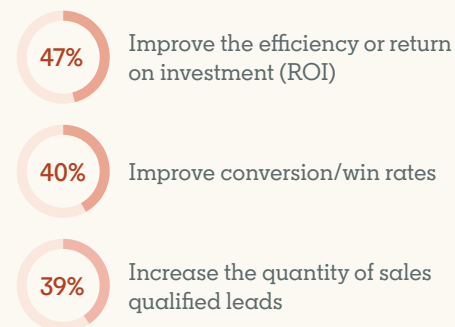 47%
Improve the efficiency or return
on investment (ROI)
40%
Improve conversion/win rates
39%
Increase the quantity of sales
qualified leads